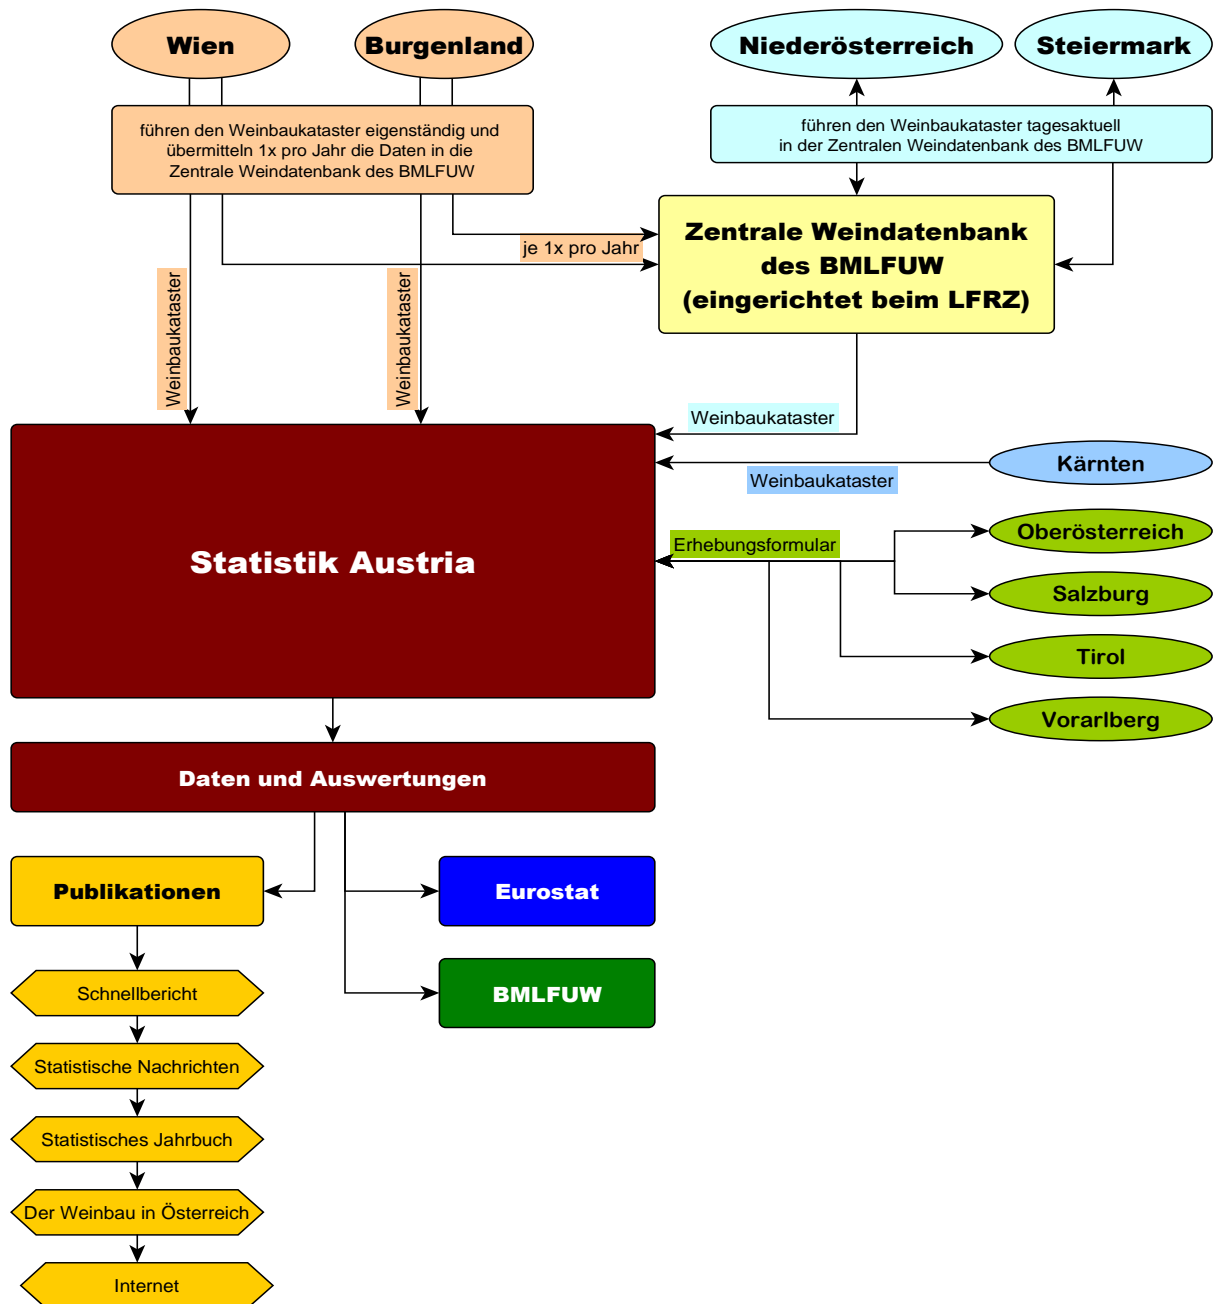 Wien
Burgenland
Niederösterreich
Steiermark
führen den Weinbaukataster eigenständig und
übermitteln 1x pro Jahr die Daten in die
Zentrale Weindatenbank des BMLFUW
führen den Weinbaukataster tagesaktuell
in der Zentralen Weindatenbank des BMLFUW
Zentrale Weindatenbank
des BMLFUW
(eingerichtet beim LFRZ)
je 1x pro Jahr
Weinbaukataster
Weinbaukataster
Weinbaukataster
Kärnten
Weinbaukataster
Oberösterreich
Erhebungsformular
Statistik Austria
Salzburg
Tirol
Vorarlberg
Daten und Auswertungen
Publikationen
Eurostat
Schnellbericht
BMLFUW
Statistische Nachrichten
Statistisches Jahrbuch
Der Weinbau in Österreich
Internet